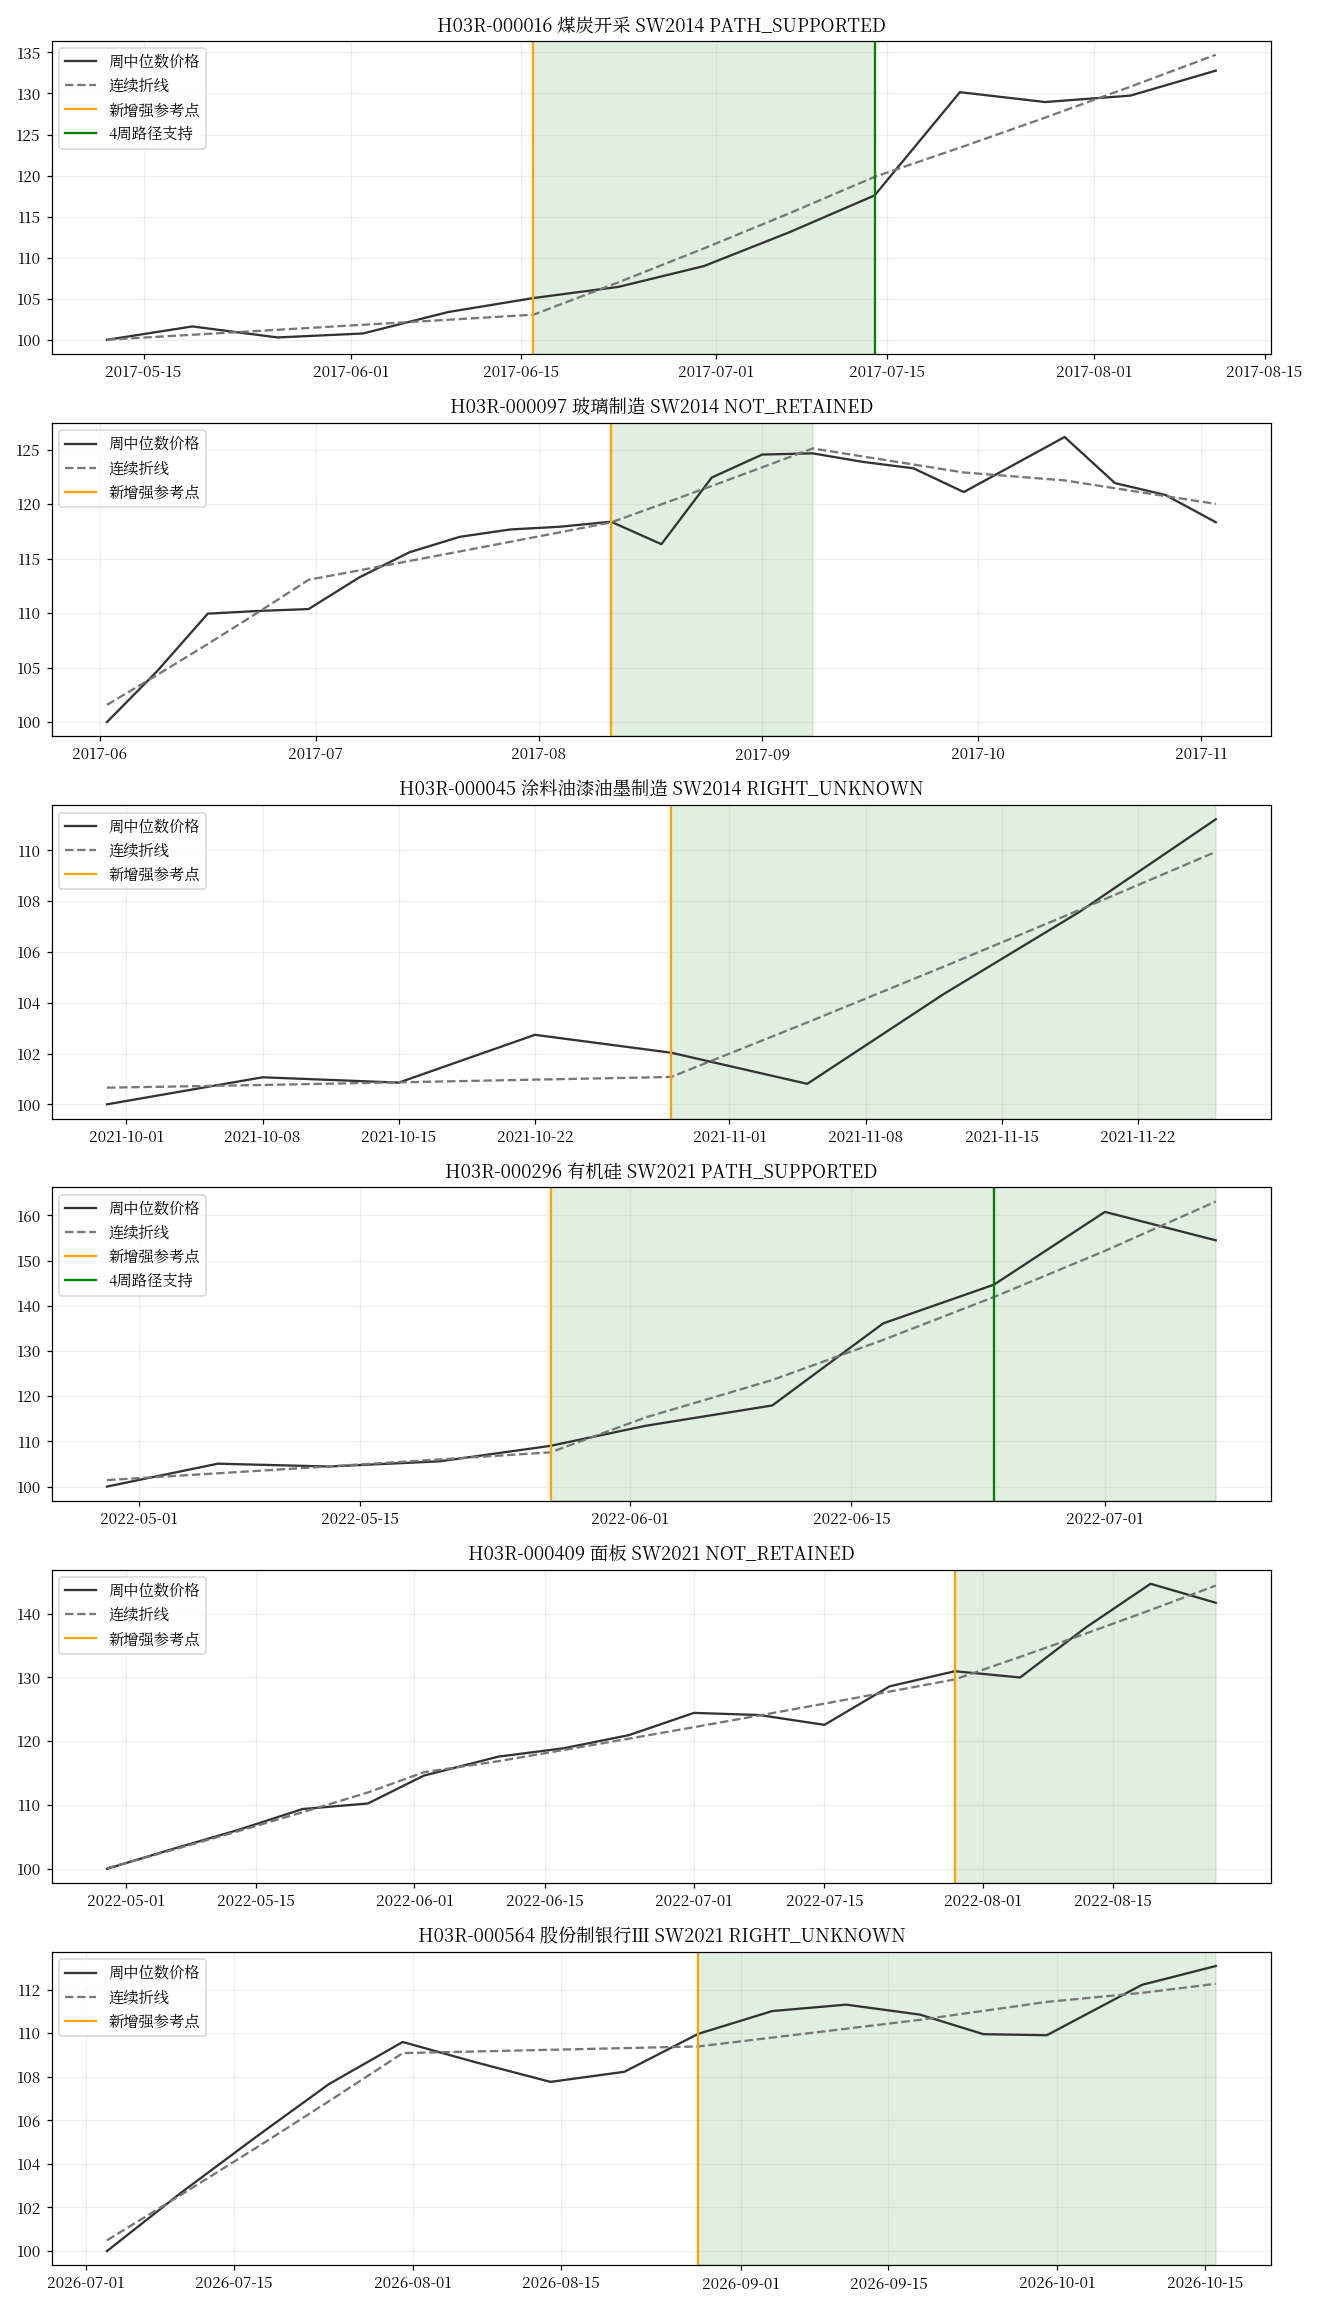 H03R-000016 煤炭开采 SW2014 PATH_SUPPORTED
135
130
125
120
115
110
105
100
周中位数价格
连续折线
新增强参考点
4周路径支持
2017-05-15 2017-06-01 2017-06-15 2017-07-01 2017-07-15 2017-08-01 2017-08-15
H03R-000097 玻璃制造 SW2014 NOT_RETAINED
125
120
115
110
105
100
周中位数价格
连续折线
新增强参考点
2017-06 2017-07 2017-08 2017-09 2017-10 2017-11
H03R-000045 涂料油漆油墨制造 SW2014 RIGHT_UNKNOWN
110
108
106
104
102
100
周中位数价格
连续折线
新增强参考点
2021-10-01 2021-10-08 2021-10-15 2021-10-22 2021-11-01 2021-11-08 2021-11-15 2021-11-22
H03R-000296 有机硅 SW2021 PATH_SUPPORTED
160
150
140
130
120
110
100
周中位数价格
连续折线
新增强参考点
4周路径支持
2022-05-01 2022-05-15 2022-06-01 2022-06-15 2022-07-01
H03R-000409 面板 SW2021 NOT_RETAINED
140
130
120
110
100
周中位数价格
连续折线
新增强参考点
2022-05-01 2022-05-15 2022-06-01 2022-06-15 2022-07-01 2022-07-15 2022-08-01 2022-08-15
H03R-000564 股份制银行Ⅲ SW2021 RIGHT_UNKNOWN
112
110
108
106
104
102
100
周中位数价格
连续折线
新增强参考点
2026-07-01 2026-07-15 2026-08-01 2026-08-15 2026-09-01 2026-09-15 2026-10-01 2026-10-15